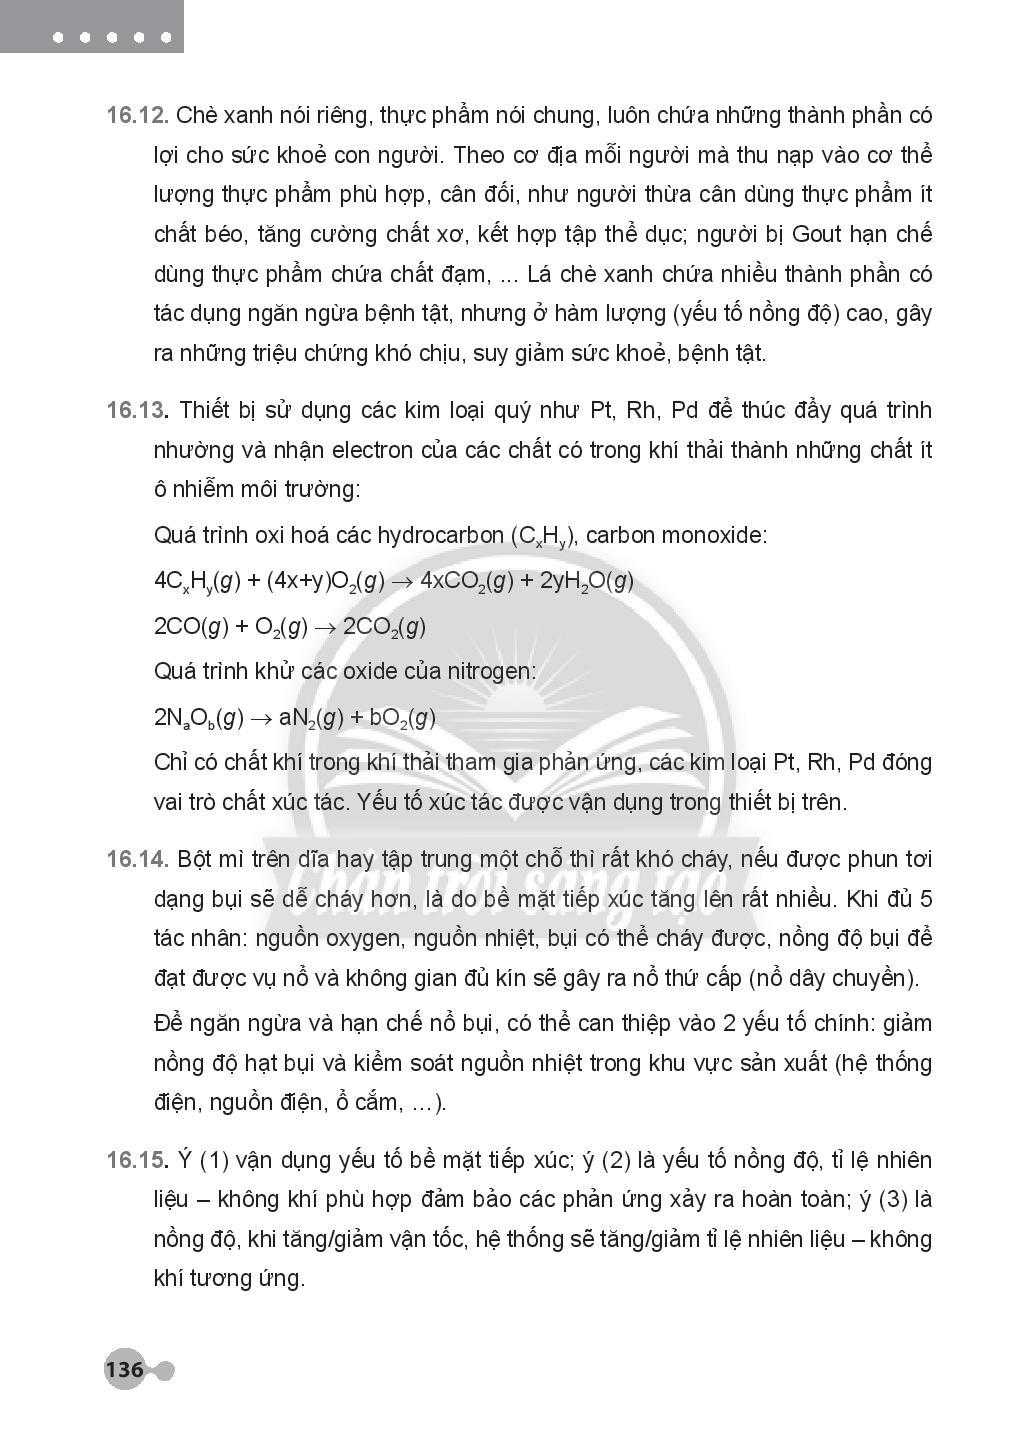 16.12. Chè xanh nói riêng, thực phẩm nói chung, luôn chứa những thành phần có
lợi cho sức khoẻ con người. Theo cơ địa mỗi người mà thu nạp vào cơ thể
lượng thực phẩm phù hợp, cân đối, như người thừa cân dùng thực phẩm ít
chất béo, tăng cường chất xơ, kết hợp tập thể dục; người bị Gout hạn chế
dùng thực phẩm chứa chất đạm, ... Lá chè xanh chứa nhiều thành phần có
tác dụng ngăn ngừa bệnh tật, nhưng ở hàm lượng (yếu tố nồng độ) cao, gây
ra những triệu chứng khó chịu, suy giảm sức khoẻ, bệnh tật.
16.13. Thiết bị sử dụng các kim loại quý như Pt, Rh, Pd để thúc đẩy quá trình
nhường và nhận electron của các chất có trong khí thải thành những chất ít
ô nhiễm môi trường:
Quá trình oxi hoá các hydrocarbon (CₓHᵧ), carbon monoxide:
4CₓHᵧ(g) + (4x+y)O₂(g) → 4xCO₂(g) + 2yH₂O(g)
2CO(g) + O₂(g) → 2CO₂(g)
Quá trình khử các oxide của nitrogen:
2NaOb(g) → aN₂(g) + bO₂(g)
Chỉ có chất khí trong khí thải tham gia phản ứng, các kim loại Pt, Rh, Pd đóng
vai trò chất xúc tác. Yếu tố xúc tác được vận dụng trong thiết bị trên.
16.14. Bột mì trên dĩa hay tập trung một chỗ thì rất khó cháy, nếu được phun tơi
Chân trời sáng tạo
dạng bụi sẽ dễ cháy hơn, là do bề mặt tiếp xúc tăng lên rất nhiều. Khi đủ 5
tác nhân: nguồn oxygen, nguồn nhiệt, bụi có thể cháy được, nồng độ bụi để
đạt được vụ nổ và không gian đủ kín sẽ gây ra nổ thứ cấp (nổ dây chuyền).
Để ngăn ngừa và hạn chế nổ bụi, có thể can thiệp vào 2 yếu tố chính: giảm
nồng độ hạt bụi và kiểm soát nguồn nhiệt trong khu vực sản xuất (hệ thống
điện, nguồn điện, ổ cắm, ...).
16.15. Ý (1) vận dụng yếu tố bề mặt tiếp xúc; ý (2) là yếu tố nồng độ, tỉ lệ nhiên
liệu – không khí phù hợp đảm bảo các phản ứng xảy ra hoàn toàn; ý (3) là
nồng độ, khi tăng/giảm vận tốc, hệ thống sẽ tăng/giảm tỉ lệ nhiên liệu – không
khí tương ứng.
136